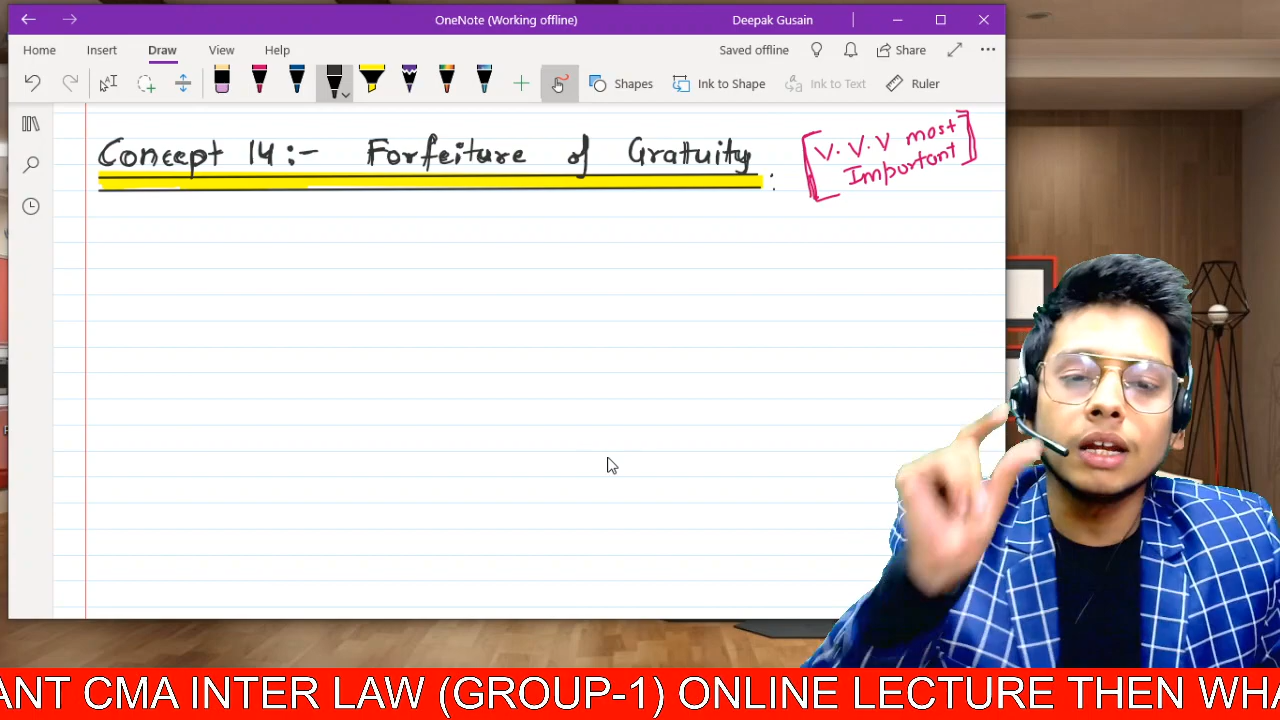 OneNote (Working offline)
Deepak Gusain
Home
Insert
Draw
View
Help
Saved offline
Share
Shapes
Ink to Shape
Ink to Text
Ruler
Concept 14:- Forfeiture of Gratuity :
V. V. V most
Important
ANT CMA INTER LAW (GROUP-1) ONLINE LECTURE THEN WHA